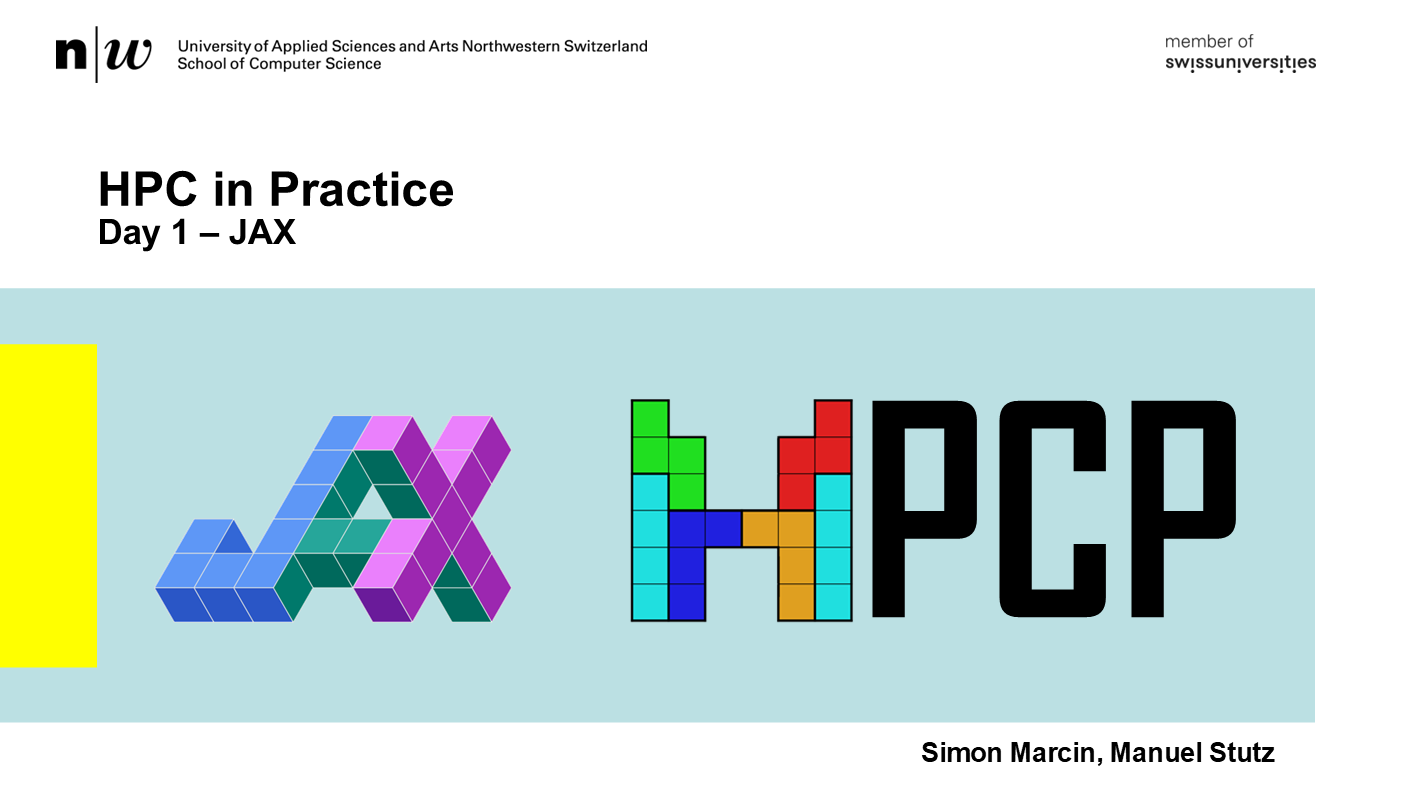 n|w University of Applied Sciences and Arts Northwestern Switzerland
School of Computer Science
member of
swissuniversities
HPC in Practice
Day 1 – JAX
JAX
HPCP
Simon Marcin, Manuel Stutz